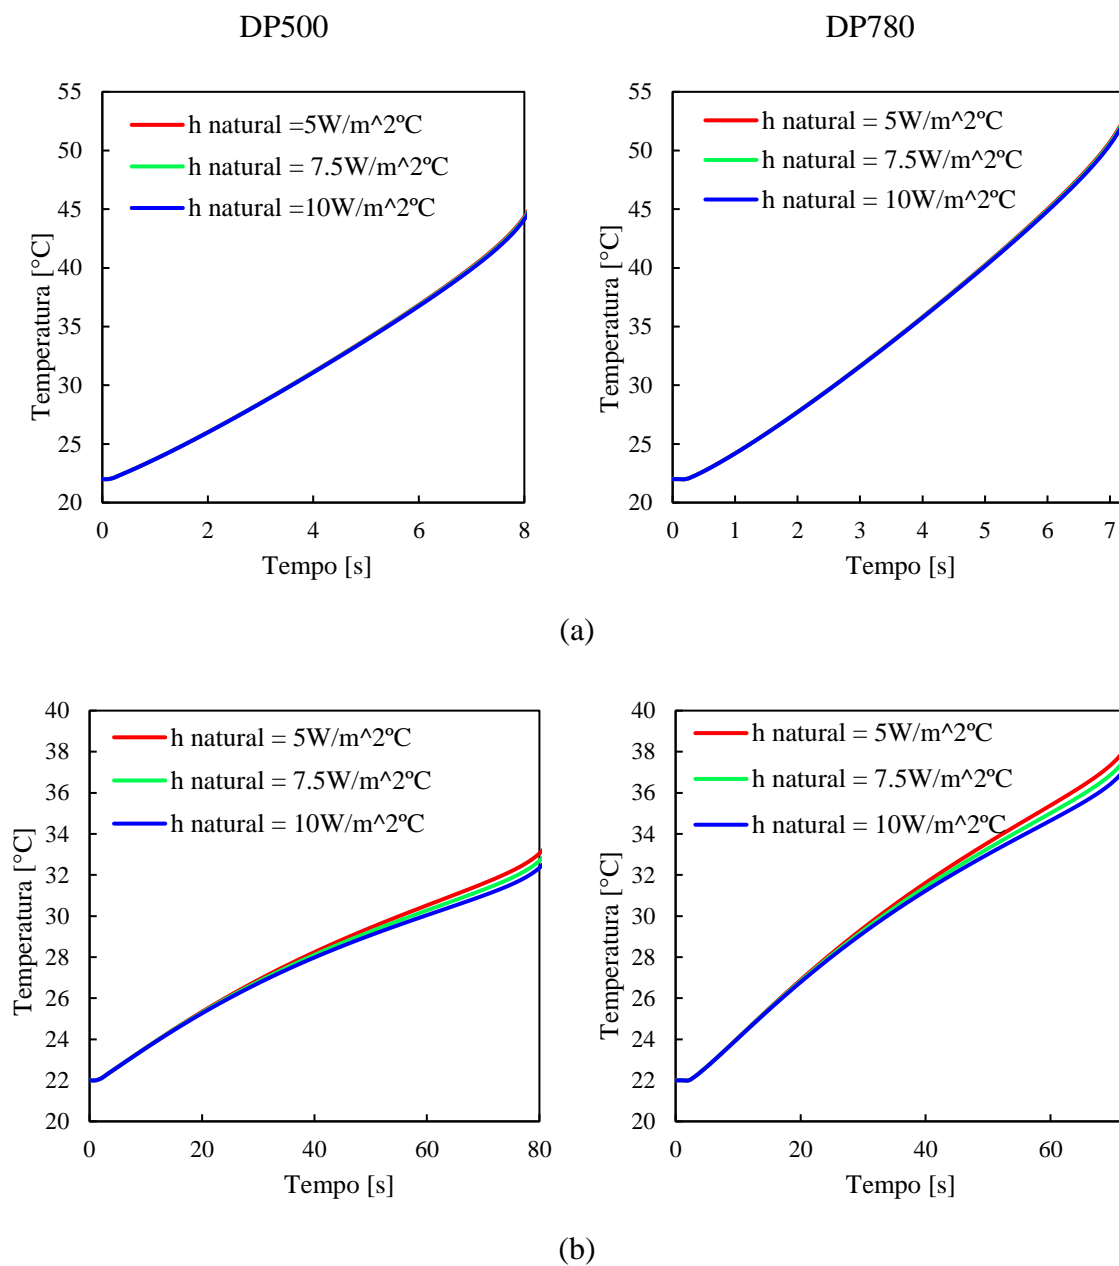 DP500
DP780
55
50
45
40
35
30
25
20
Temperatura [°C]
h natural =5W/m^2ºC
h natural = 7.5W/m^2ºC
h natural =10W/m^2ºC
0 2 4 6 8
Tempo [s]
55
50
45
40
35
30
25
20
Temperatura [°C]
h natural = 5W/m^2ºC
h natural = 7.5W/m^2ºC
h natural = 10W/m^2ºC
0 1 2 3 4 5 6 7
Tempo [s]
(a)
40
38
36
34
32
30
28
26
24
22
20
Temperatura [°C]
h natural = 5W/m^2ºC
h natural = 7.5W/m^2ºC
h natural = 10W/m^2ºC
0 20 40 60 80
Tempo [s]
40
38
36
34
32
30
28
26
24
22
20
Temperatura [°C]
h natural = 5W/m^2ºC
h natural = 7.5W/m^2ºC
h natural = 10W/m^2ºC
0 20 40 60
Tempo [s]
(b)